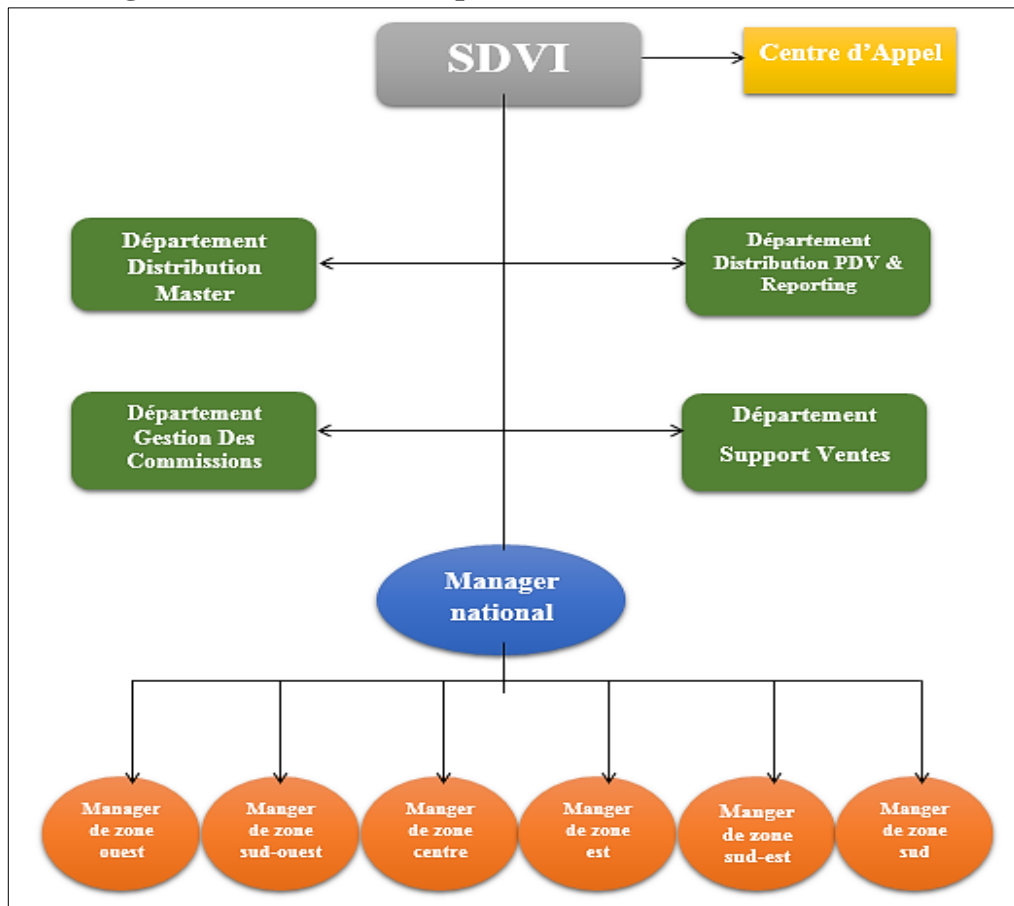 SDVI
Centre d'Appel
Département
Distribution
Master
Département
Distribution PDV &
Reporting
Département
Gestion Des
Commissions
Département
Support Ventes
Manager
national
Manager
de zone
ouest
Manger
de zone
sud-ouest
Manger
de zone
centre
Manger
de zone
est
Manger
de zone
sud-est
Manger
de zone
sud